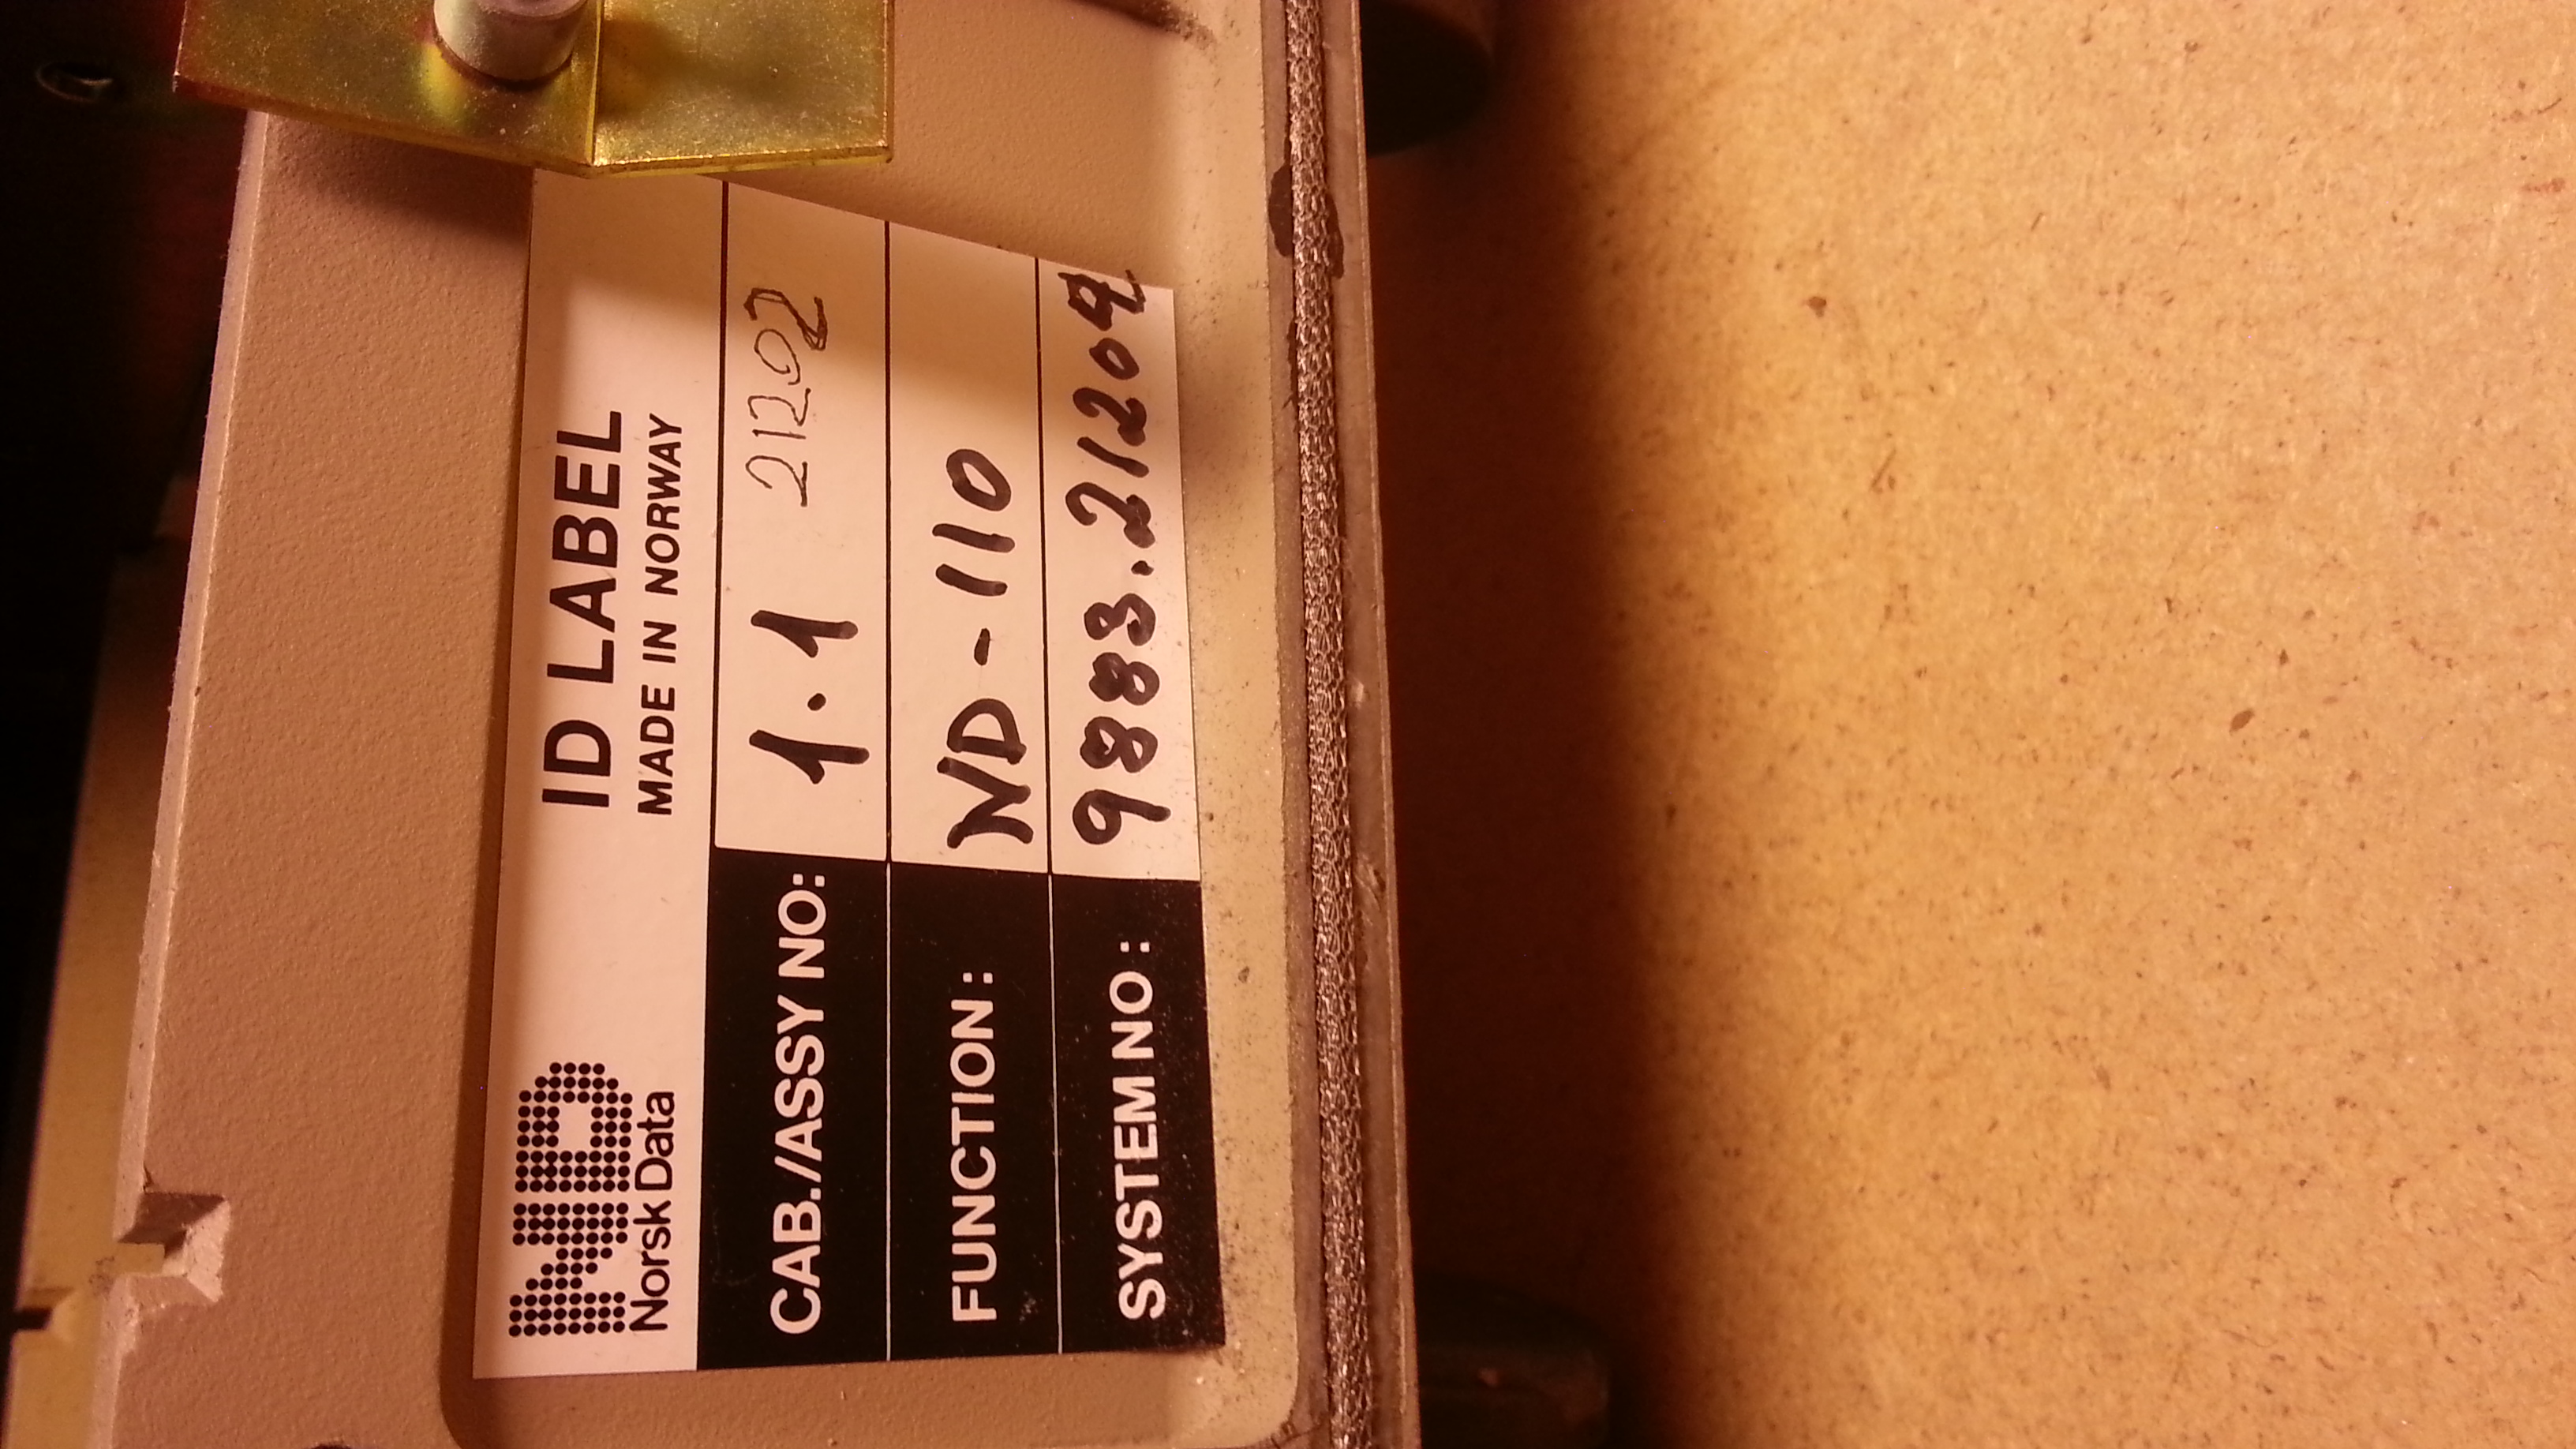 ND
Norsk Data
ID LABEL
MADE IN NORWAY
CAB./ASSY NO: 1.1 21202
FUNCTION: ND-110
SYSTEM NO: 9883.21209